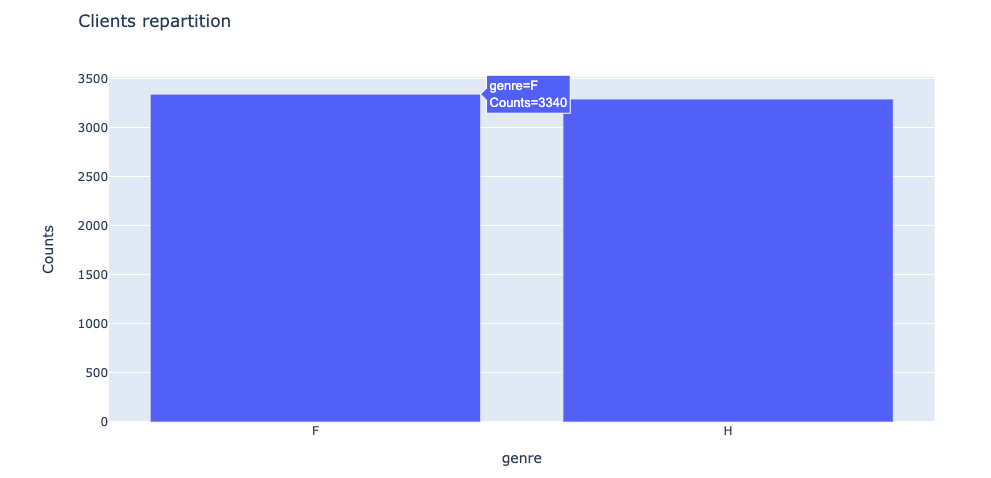 Clients repartition
3500
3000
2500
2000
1500
1000
500
0
Counts
genre=F
Counts=3340
F
H
genre